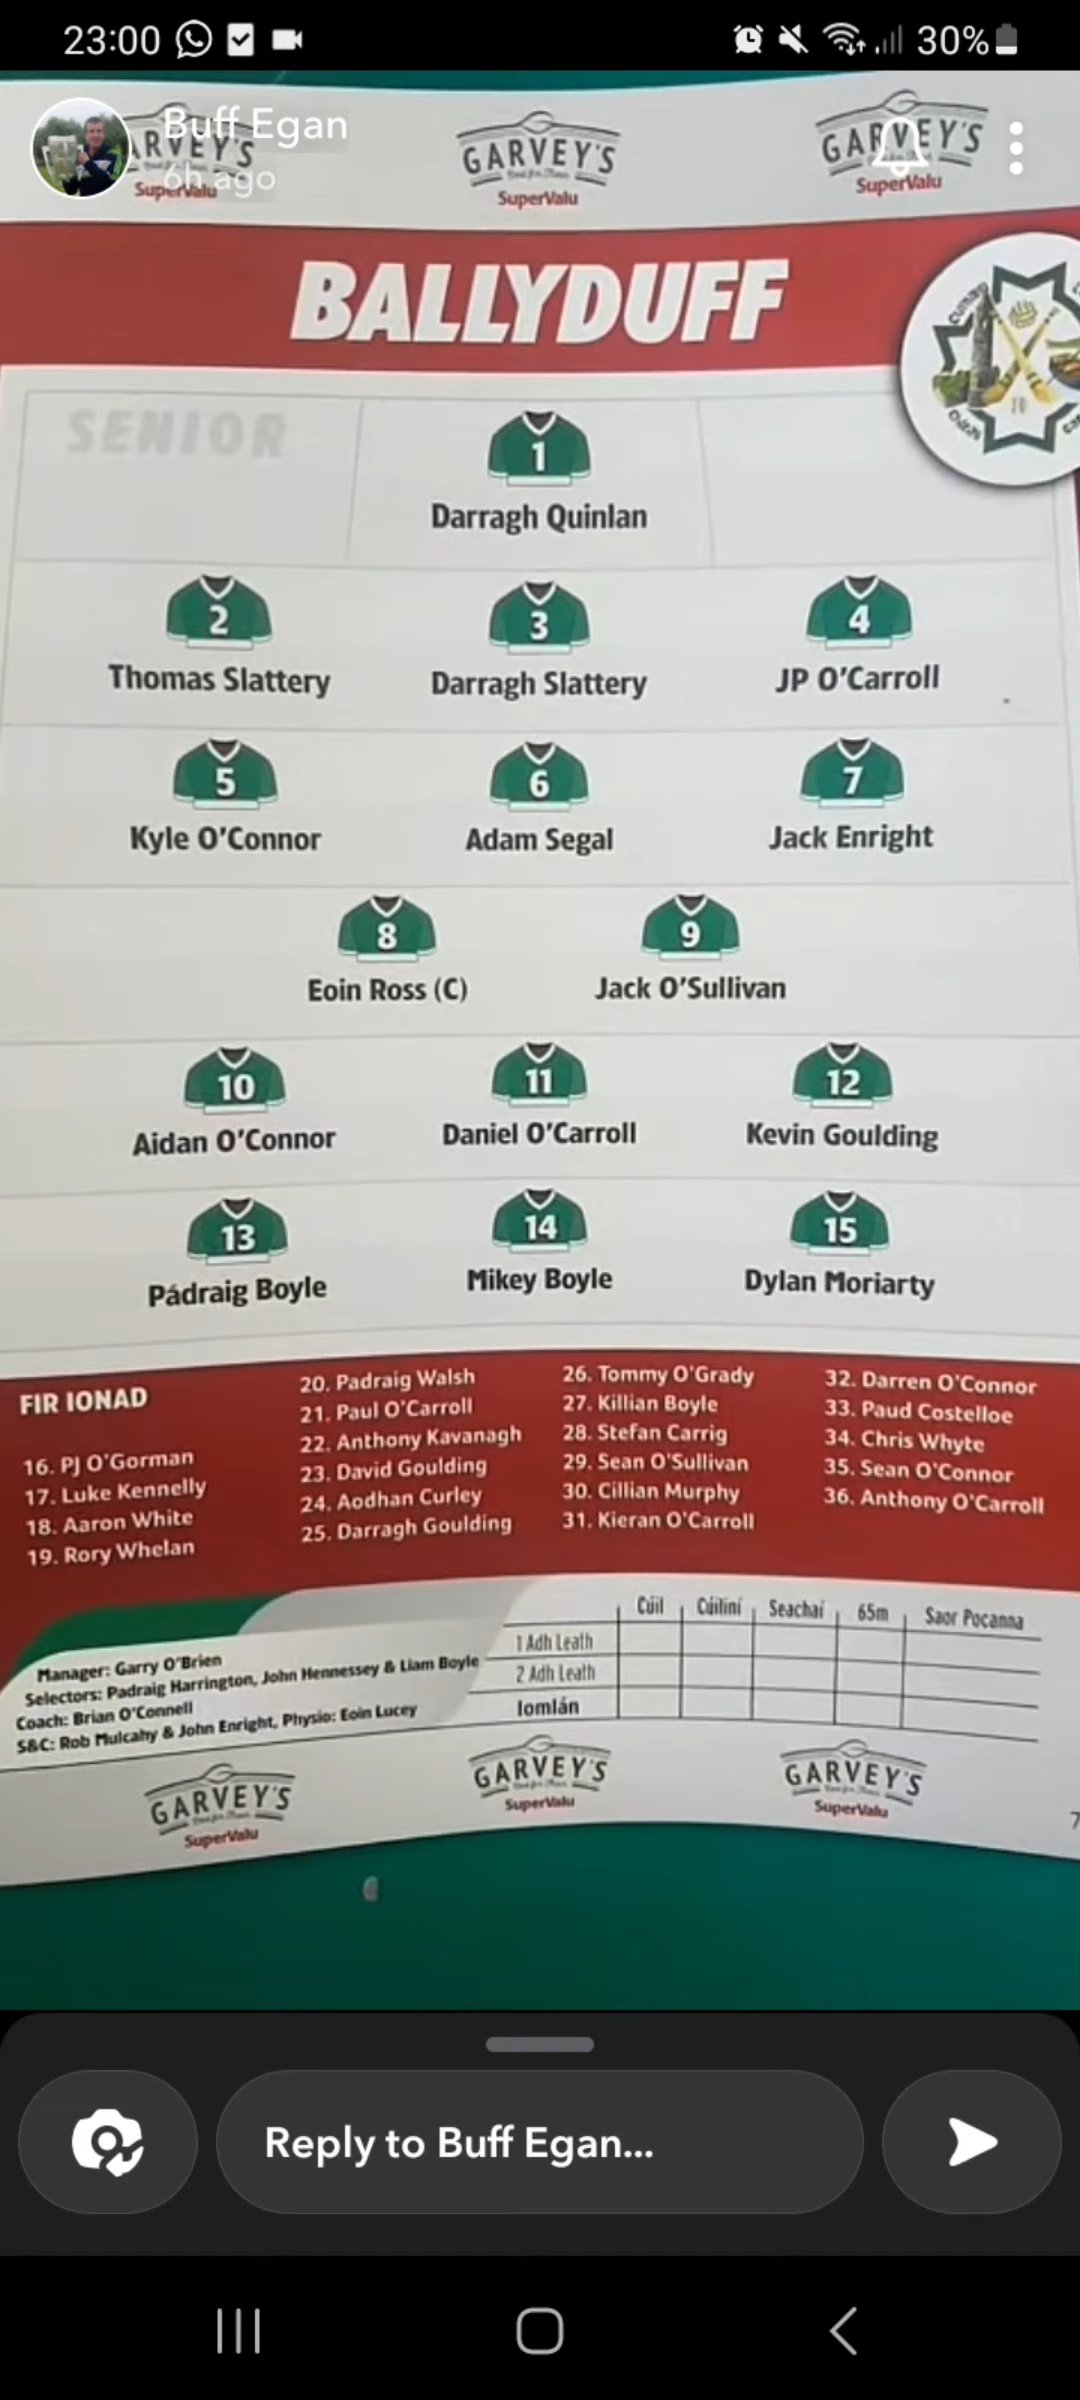 23:00 30%
Buff Egan
6h ago
GARVEY'S GARVEY'S
SuperValu SuperValu SuperValu
BALLYDUFF
SENIOR
1
Darragh Quinlan
2 3 4
Thomas Slattery Darragh Slattery JP O'Carroll
5 6 7
Kyle O'Connor Adam Segal Jack Enright
8 9
Eoin Ross (C) Jack O'Sullivan
10 11 12
Aidan O'Connor Daniel O'Carroll Kevin Goulding
13 14 15
Pádraig Boyle Mikey Boyle Dylan Moriarty
FIR IONAD
16. PJ O'Gorman
17. Luke Kennelly
18. Aaron White
19. Rory Whelan
20. Padraig Walsh
21. Paul O'Carroll
22. Anthony Kavanagh
23. David Goulding
24. Aodhan Curley
25. Darragh Goulding
26. Tommy O'Grady
27. Killian Boyle
28. Stefan Carrig
29. Sean O'Sullivan
30. Cillian Murphy
31. Kieran O'Carroll
32. Darren O'Connor
33. Paud Costelloe
34. Chris Whyte
35. Sean O'Connor
36. Anthony O'Carroll
Manager: Garry O'Brien
Selectors: Padraig Harrington, John Hennessey & Liam Boyle
Coach: Brian O'Connell
S&C: Rob Mulcahy & John Enright, Physio: Eoin Lucey
Cúil Cúilíní Seachaí 65m Saor Pocanna
1 Adh Leath
2 Adh Leath
Iomlán
GARVEY'S GARVEY'S GARVEY'S
SuperValu SuperValu SuperValu
7
Reply to Buff Egan...